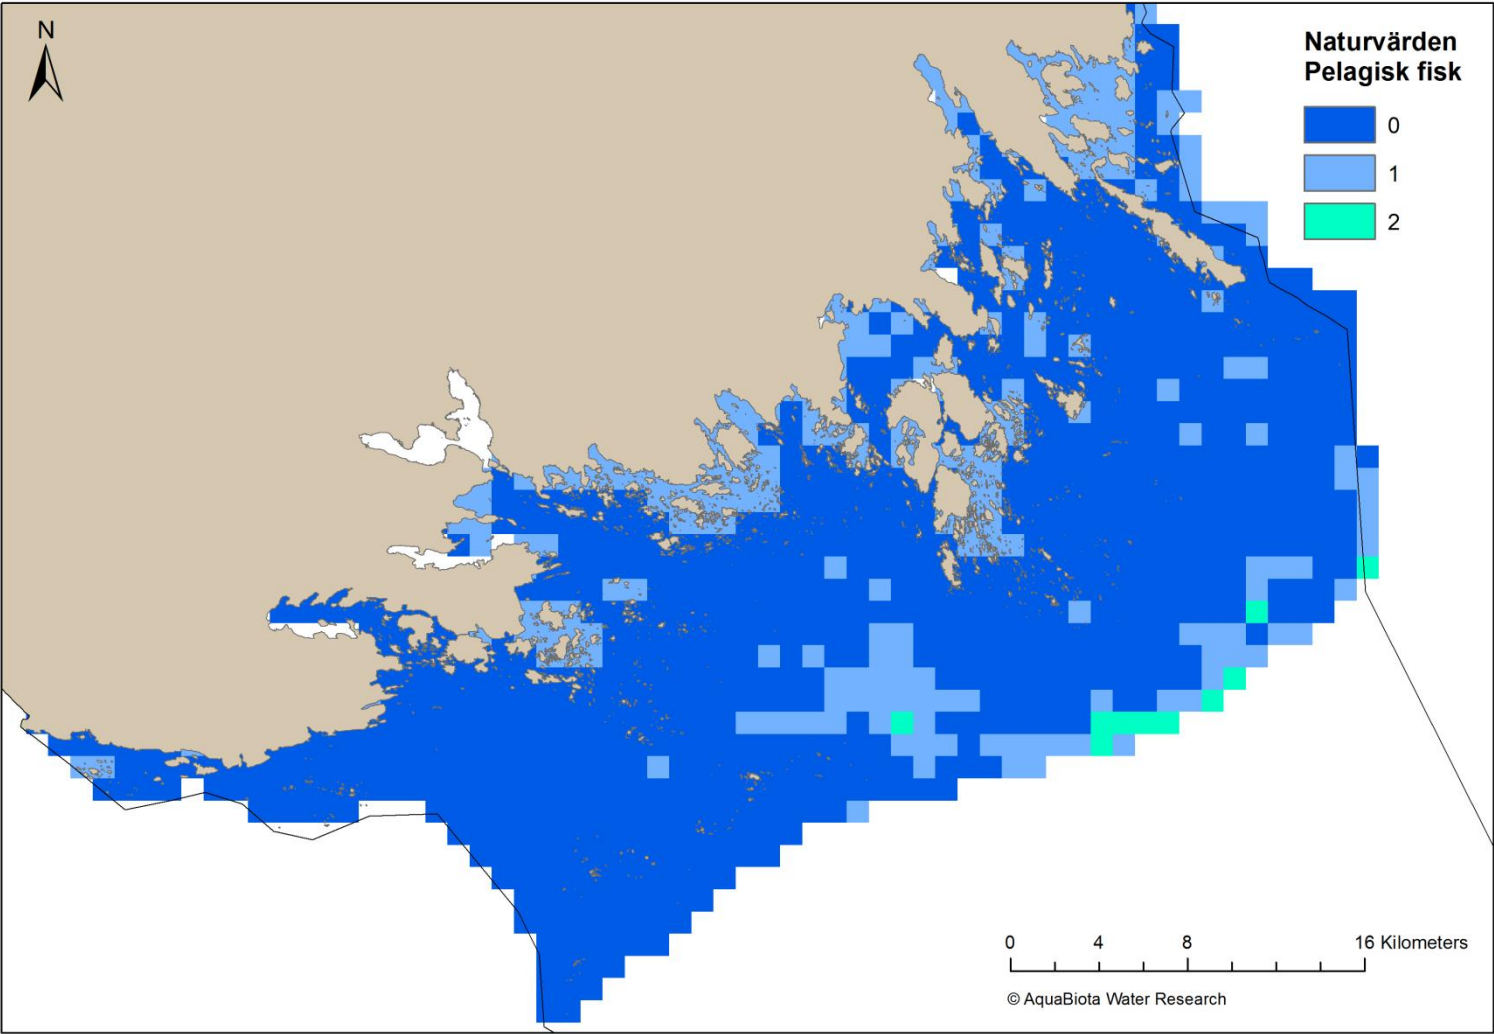 N
Naturvärden
Pelagisk fisk
0
1
2
0 4 8 16 Kilometers
© AquaBiota Water Research